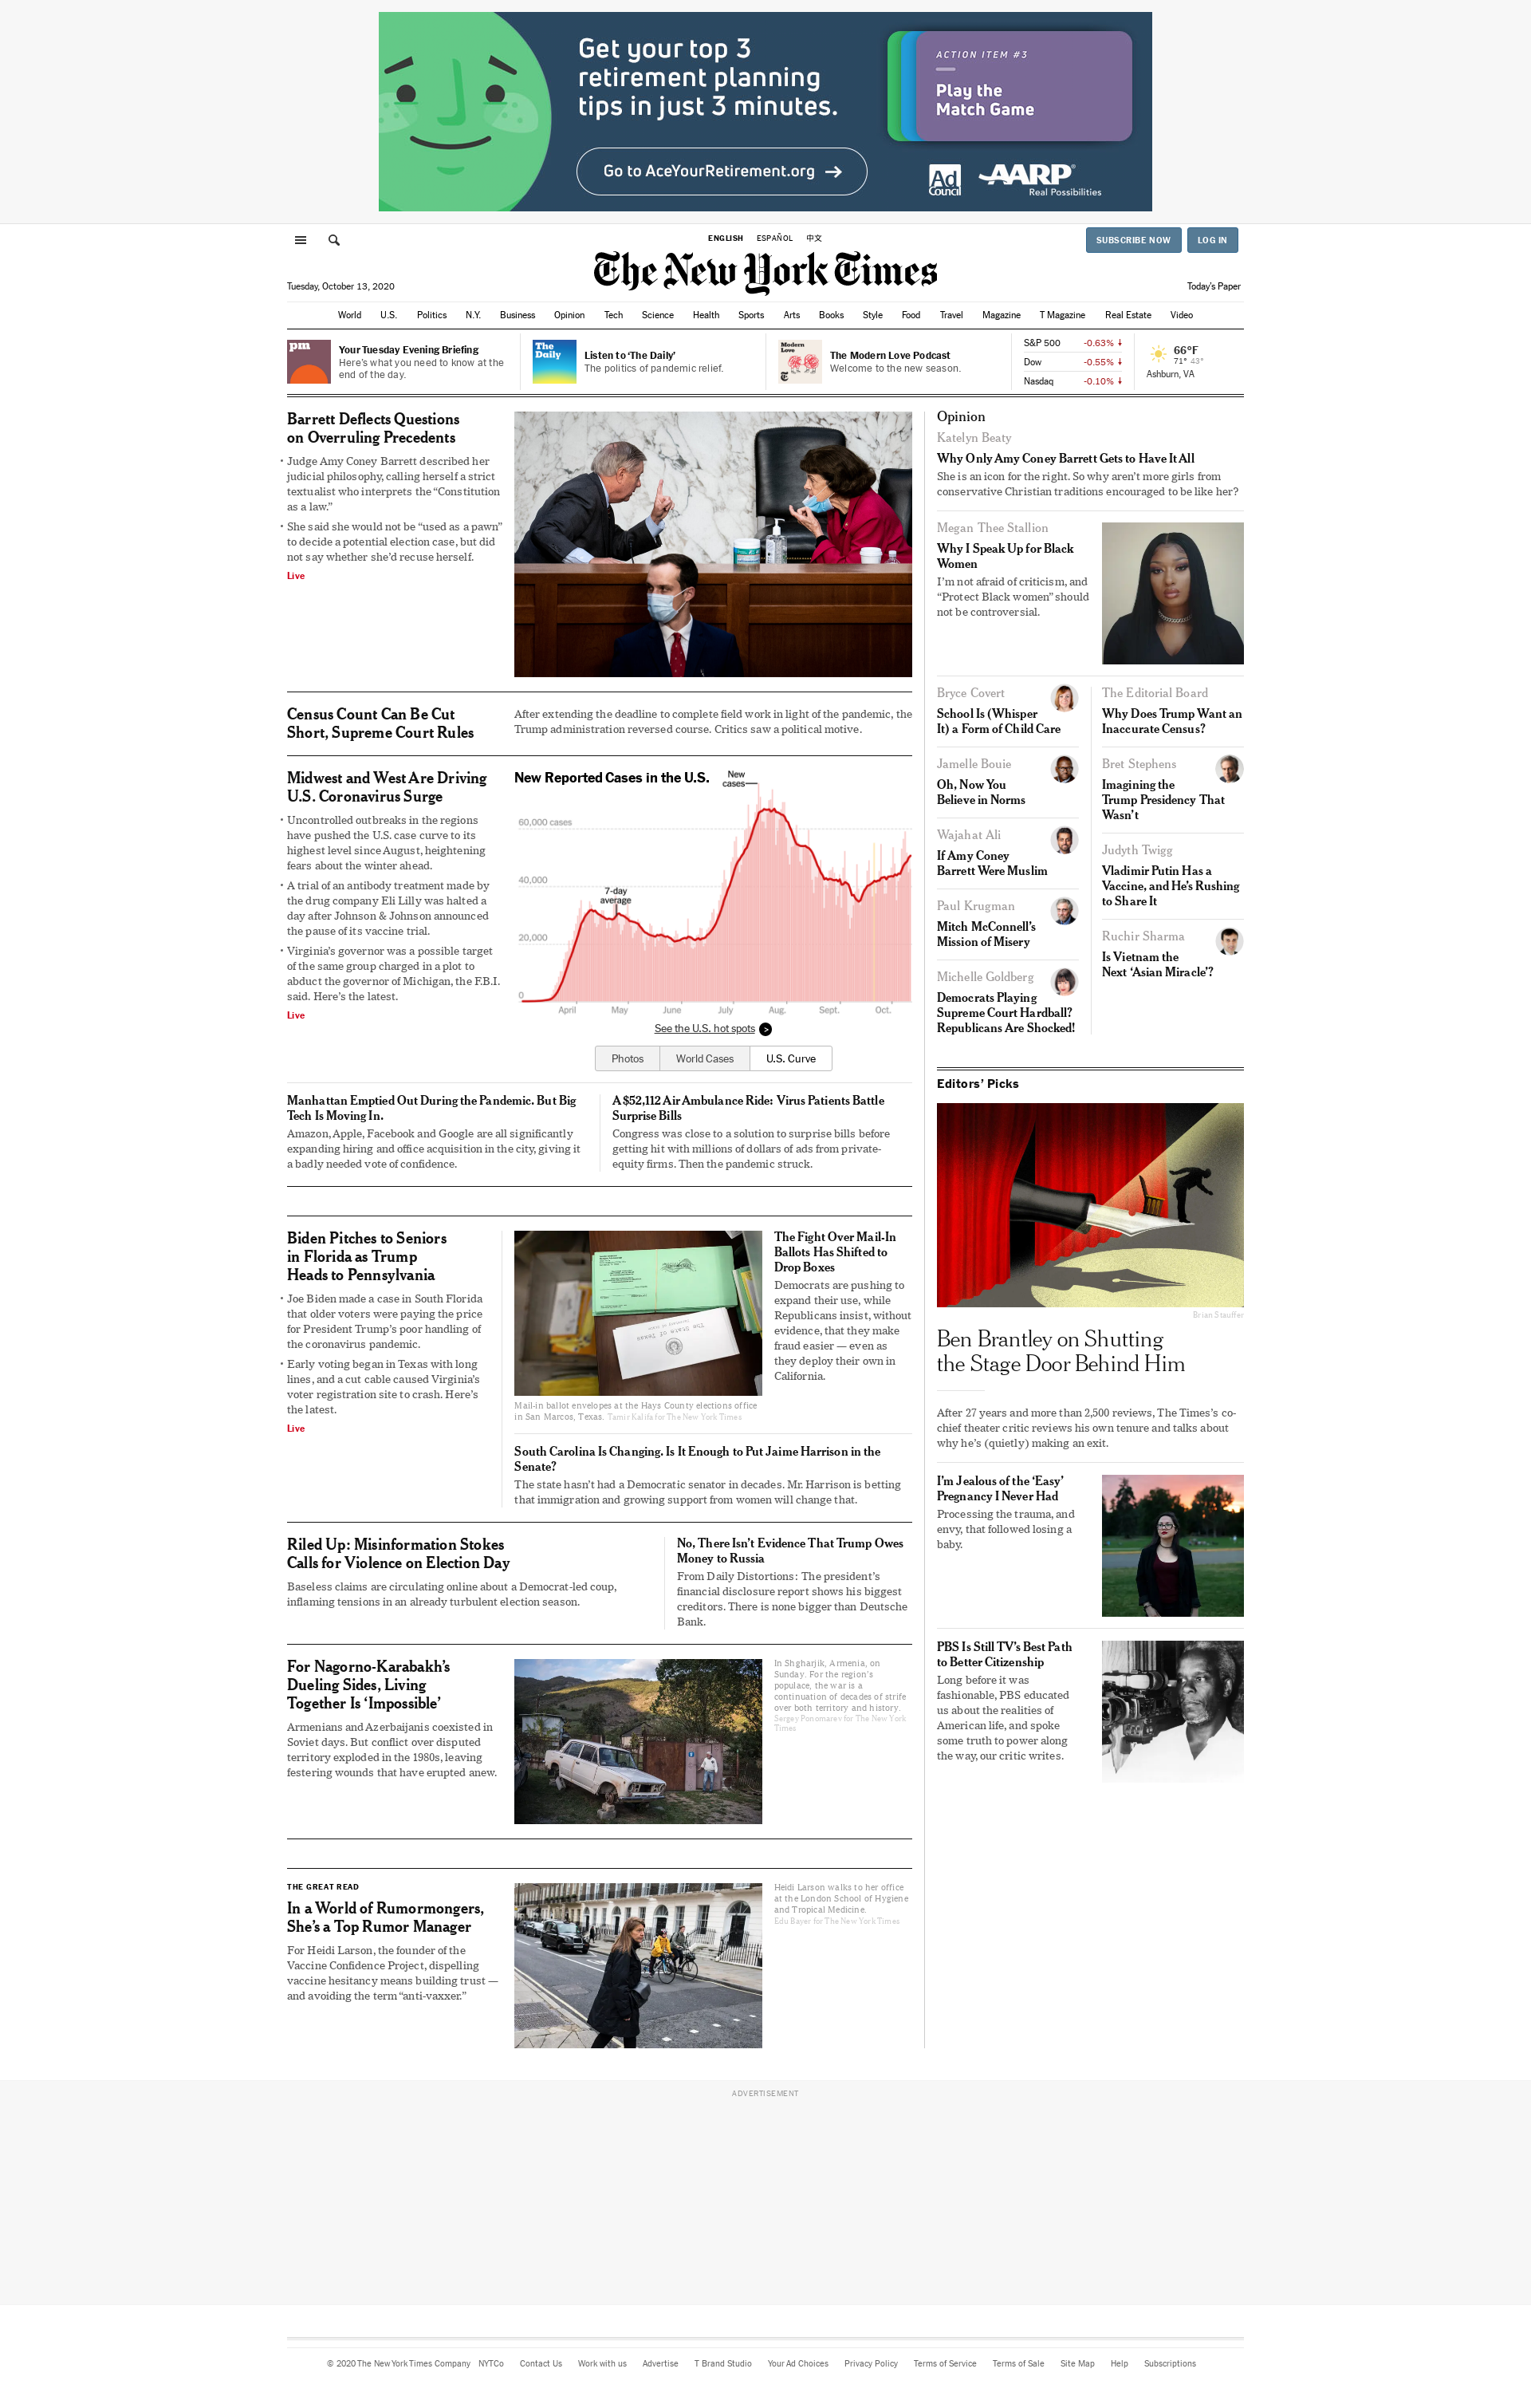 Get your top 3
retirement planning
tips in just 3 minutes.
Go to AceYourRetirement.org →
ACTION ITEM #3
Play the
Match Game
Ad
Council
AARP®
Real Possibilities
ENGLISH ESPAÑOL 中文
SUBSCRIBE NOW LOG IN
The New York Times
Tuesday, October 13, 2020
Today's Paper
World U.S. Politics N.Y. Business Opinion Tech Science Health Sports Arts Books Style Food Travel Magazine T Magazine Real Estate Video
pm
Your Tuesday Evening Briefing
Here's what you need to know at the
end of the day.
The
Daily
Listen to 'The Daily'
The politics of pandemic relief.
Modern
Love
The Modern Love Podcast
Welcome to the new season.
S&P 500 -0.63% ↓
Dow -0.55% ↓
Nasdaq -0.10% ↓
66°F
71° 43°
Ashburn, VA
Barrett Deflects Questions
on Overruling Precedents
• Judge Amy Coney Barrett described her
judicial philosophy, calling herself a strict
textualist who interprets the "Constitution
as a law."
• She said she would not be "used as a pawn"
to decide a potential election case, but did
not say whether she'd recuse herself.
Live
Census Count Can Be Cut
Short, Supreme Court Rules
After extending the deadline to complete field work in light of the pandemic, the
Trump administration reversed course. Critics saw a political motive.
Midwest and West Are Driving
U.S. Coronavirus Surge
• Uncontrolled outbreaks in the regions
have pushed the U.S. case curve to its
highest level since August, heightening
fears about the winter ahead.
• A trial of an antibody treatment made by
the drug company Eli Lilly was halted a
day after Johnson & Johnson announced
the pause of its vaccine trial.
• Virginia's governor was a possible target
of the same group charged in a plot to
abduct the governor of Michigan, the F.B.I.
said. Here's the latest.
Live
New Reported Cases in the U.S.
New
cases
60,000 cases
40,000
7-day
average
20,000
0
April May June July Aug. Sept. Oct.
See the U.S. hot spots >
Photos World Cases U.S. Curve
Manhattan Emptied Out During the Pandemic. But Big
Tech Is Moving In.
Amazon, Apple, Facebook and Google are all significantly
expanding hiring and office acquisition in the city, giving it
a badly needed vote of confidence.
A $52,112 Air Ambulance Ride: Virus Patients Battle
Surprise Bills
Congress was close to a solution to surprise bills before
getting hit with millions of dollars of ads from private-
equity firms. Then the pandemic struck.
Biden Pitches to Seniors
in Florida as Trump
Heads to Pennsylvania
• Joe Biden made a case in South Florida
that older voters were paying the price
for President Trump's poor handling of
the coronavirus pandemic.
• Early voting began in Texas with long
lines, and a cut cable caused Virginia's
voter registration site to crash. Here's
the latest.
Live
Mail-in ballot envelopes at the Hays County elections office
in San Marcos, Texas. Tamir Kalifa for The New York Times
The Fight Over Mail-In
Ballots Has Shifted to
Drop Boxes
Democrats are pushing to
expand their use, while
Republicans insist, without
evidence, that they make
fraud easier — even as
they deploy their own in
California.
South Carolina Is Changing. Is It Enough to Put Jaime Harrison in the
Senate?
The state hasn't had a Democratic senator in decades. Mr. Harrison is betting
that immigration and growing support from women will change that.
Riled Up: Misinformation Stokes
Calls for Violence on Election Day
Baseless claims are circulating online about a Democrat-led coup,
inflaming tensions in an already turbulent election season.
No, There Isn't Evidence That Trump Owes
Money to Russia
From Daily Distortions: The president's
financial disclosure report shows his biggest
creditors. There is none bigger than Deutsche
Bank.
For Nagorno-Karabakh's
Dueling Sides, Living
Together Is 'Impossible'
Armenians and Azerbaijanis coexisted in
Soviet days. But conflict over disputed
territory exploded in the 1980s, leaving
festering wounds that have erupted anew.
In Shgharjik, Armenia, on
Sunday. For the region's
populace, the war is a
continuation of decades of strife
over both territory and history.
Sergey Ponomarev for The New York
Times
THE GREAT READ
In a World of Rumormongers,
She's a Top Rumor Manager
For Heidi Larson, the founder of the
Vaccine Confidence Project, dispelling
vaccine hesitancy means building trust —
and avoiding the term "anti-vaxxer."
Heidi Larson walks to her office
at the London School of Hygiene
and Tropical Medicine.
Edu Bayer for The New York Times
Opinion
Katelyn Beaty
Why Only Amy Coney Barrett Gets to Have It All
She is an icon for the right. So why aren't more girls from
conservative Christian traditions encouraged to be like her?
Megan Thee Stallion
Why I Speak Up for Black
Women
I'm not afraid of criticism, and
"Protect Black women" should
not be controversial.
Bryce Covert
School Is (Whisper
It) a Form of Child Care
Jamelle Bouie
Oh, Now You
Believe in Norms
Wajahat Ali
If Amy Coney
Barrett Were Muslim
Paul Krugman
Mitch McConnell's
Mission of Misery
Michelle Goldberg
Democrats Playing
Supreme Court Hardball?
Republicans Are Shocked!
The Editorial Board
Why Does Trump Want an
Inaccurate Census?
Bret Stephens
Imagining the
Trump Presidency That
Wasn't
Judyth Twigg
Vladimir Putin Has a
Vaccine, and He's Rushing
to Share It
Ruchir Sharma
Is Vietnam the
Next 'Asian Miracle'?
Editors' Picks
Brian Stauffer
Ben Brantley on Shutting
the Stage Door Behind Him
After 27 years and more than 2,500 reviews, The Times's co-
chief theater critic reviews his own tenure and talks about
why he's (quietly) making an exit.
I'm Jealous of the 'Easy'
Pregnancy I Never Had
Processing the trauma, and
envy, that followed losing a
baby.
PBS Is Still TV's Best Path
to Better Citizenship
Long before it was
fashionable, PBS educated
us about the realities of
American life, and spoke
some truth to power along
the way, our critic writes.
ADVERTISEMENT
© 2020 The New York Times Company NYTCo Contact Us Work with us Advertise T Brand Studio Your Ad Choices Privacy Policy Terms of Service Terms of Sale Site Map Help Subscriptions